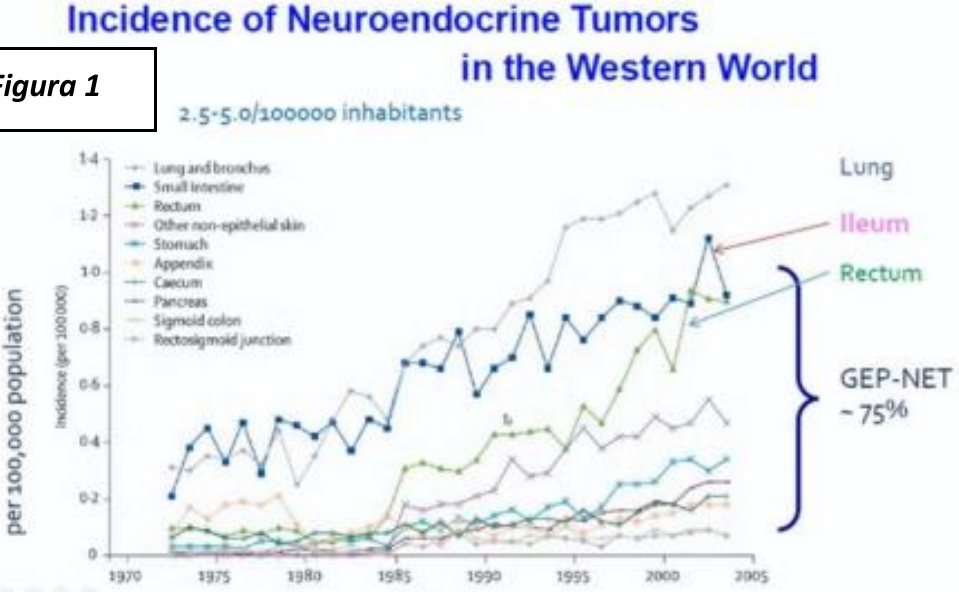 Incidence of Neuroendocrine Tumors
in the Western World
Figura 1
2.5-5.0/100000 inhabitants
per 100,000 population
Incidence (per 100 000)
1·4
1·2
1·0
0·8
0·6
0·4
0·2
0
Lung and bronchus
Small intestine
Rectum
Other non-epithelial skin
Stomach
Appendix
Caecum
Pancreas
Sigmoid colon
Rectosigmoid junction
1970
1975
1980
1985
1990
1995
2000
2005
Lung
Ileum
Rectum
GEP-NET
~ 75%